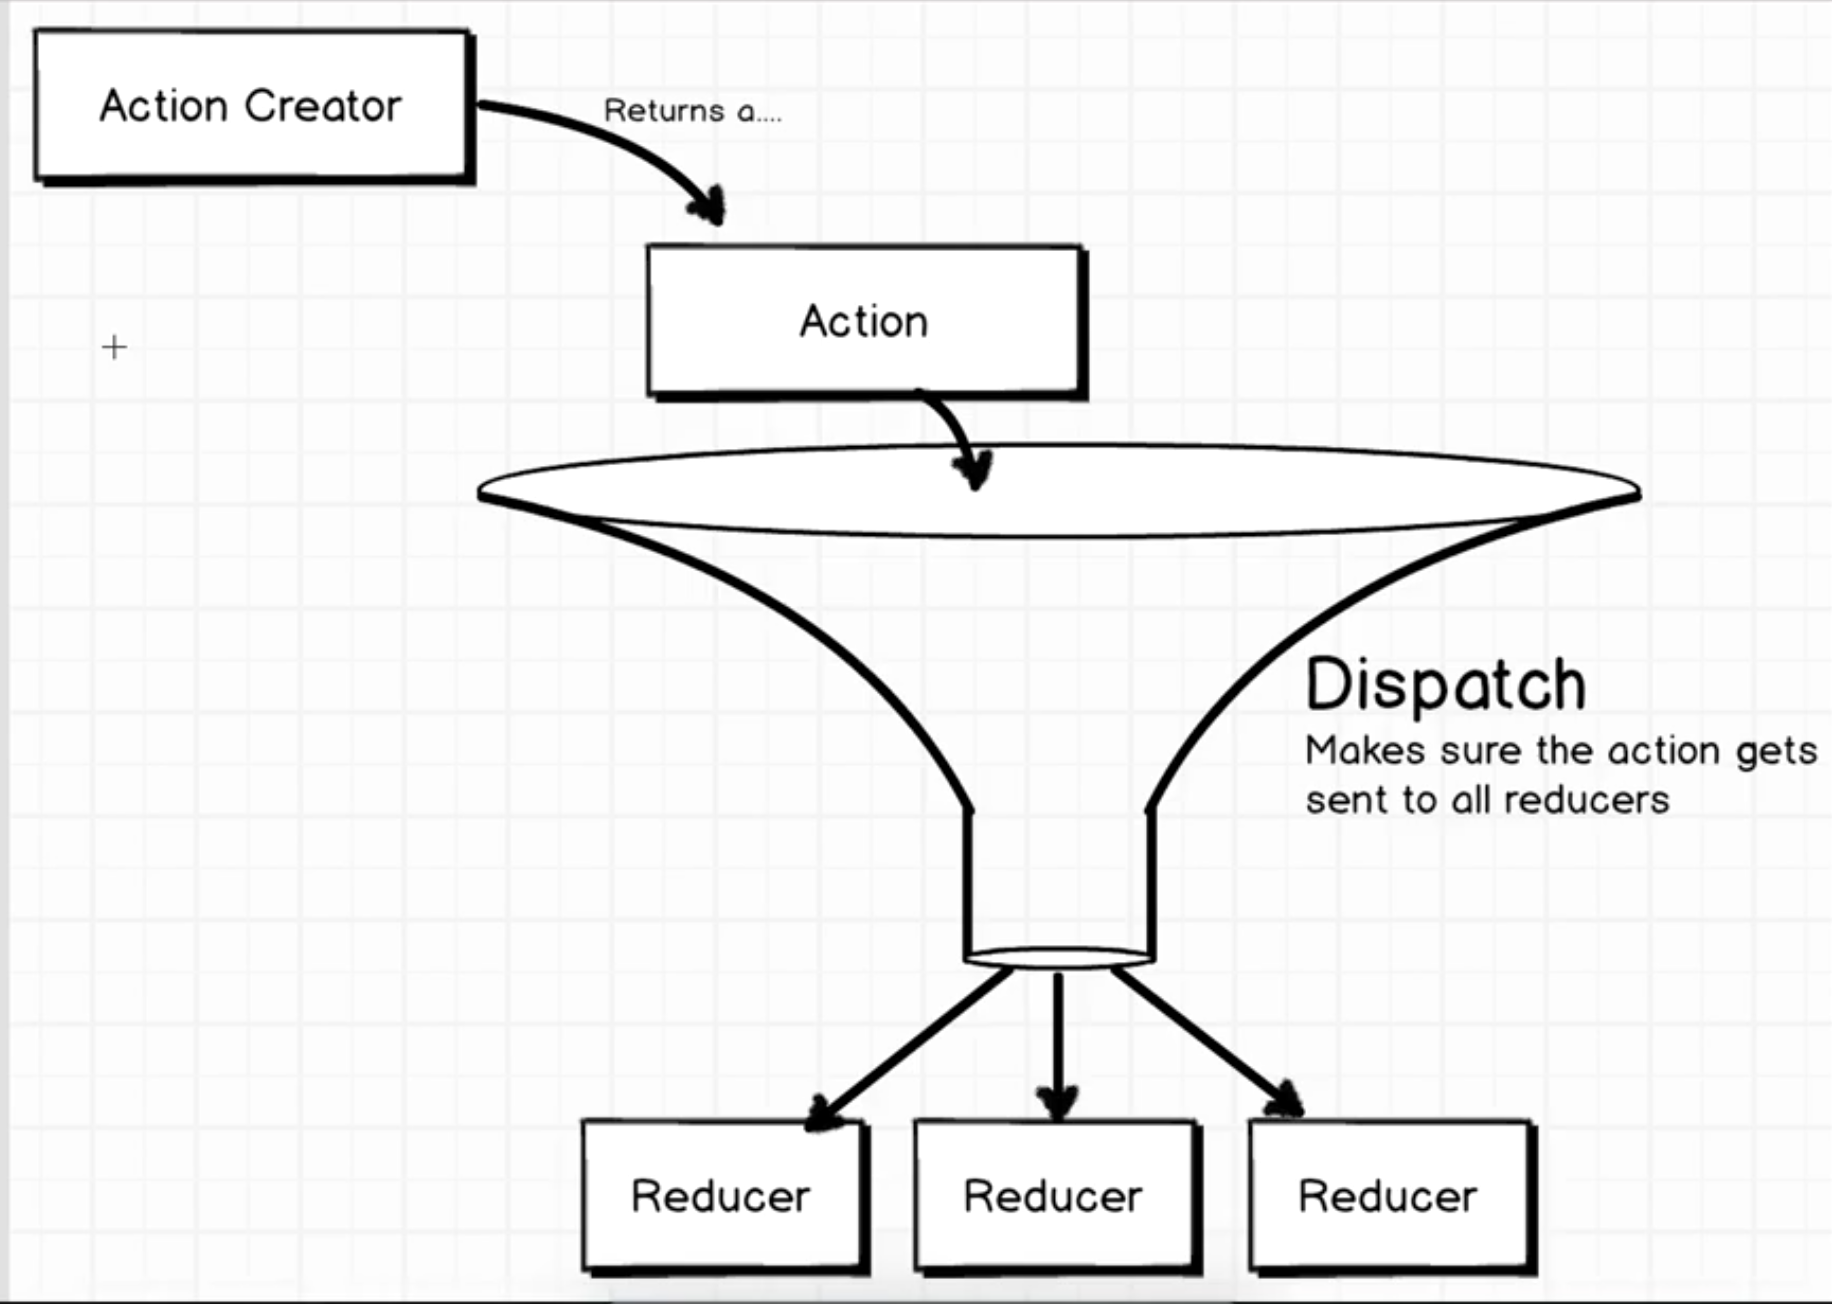 Action Creator
Returns a....
Action
Dispatch
Makes sure the action gets
sent to all reducers
Reducer
Reducer
Reducer